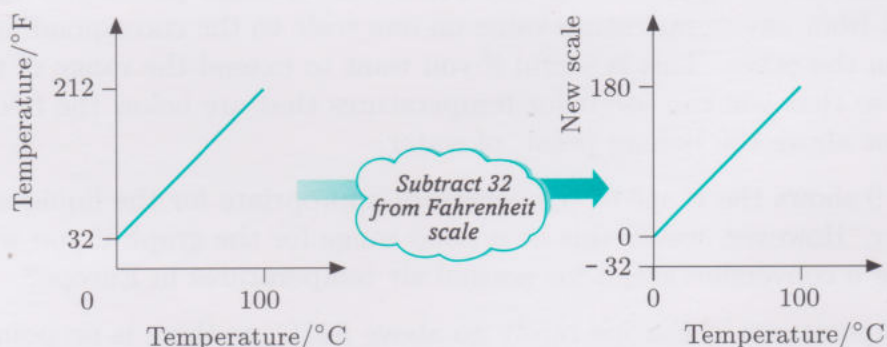 Temperature/°F
212
32
0
100
Temperature/°C
Subtract 32
from Fahrenheit
scale
New scale
180
0
– 32
0
100
Temperature/°C